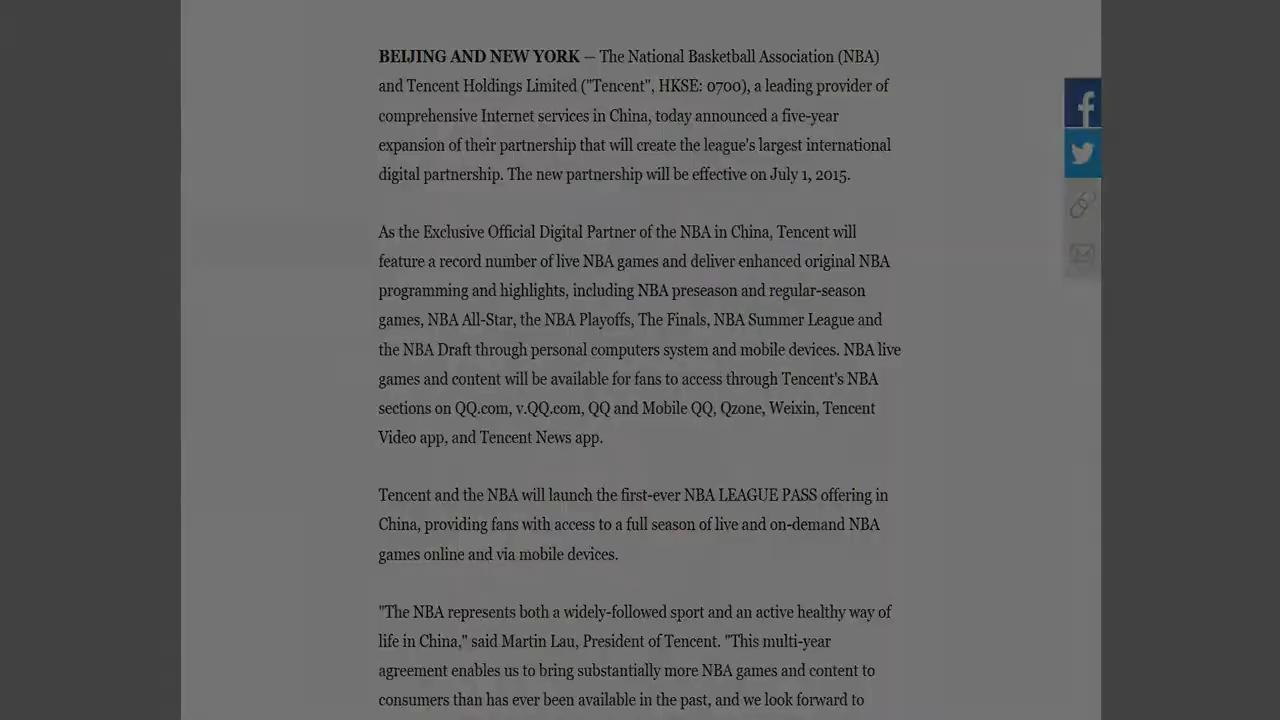 BEIJING AND NEW YORK — The National Basketball Association (NBA)
and Tencent Holdings Limited ("Tencent", HKSE: 0700), a leading provider of
comprehensive Internet services in China, today announced a five-year
expansion of their partnership that will create the league's largest international
digital partnership. The new partnership will be effective on July 1, 2015.
As the Exclusive Official Digital Partner of the NBA in China, Tencent will
feature a record number of live NBA games and deliver enhanced original NBA
programming and highlights, including NBA preseason and regular-season
games, NBA All-Star, the NBA Playoffs, The Finals, NBA Summer League and
the NBA Draft through personal computers system and mobile devices. NBA live
games and content will be available for fans to access through Tencent's NBA
sections on QQ.com, v.QQ.com, QQ and Mobile QQ, Qzone, Weixin, Tencent
Video app, and Tencent News app.
Tencent and the NBA will launch the first-ever NBA LEAGUE PASS offering in
China, providing fans with access to a full season of live and on-demand NBA
games online and via mobile devices.
"The NBA represents both a widely-followed sport and an active healthy way of
life in China," said Martin Lau, President of Tencent. "This multi-year
agreement enables us to bring substantially more NBA games and content to
consumers than has ever been available in the past, and we look forward to